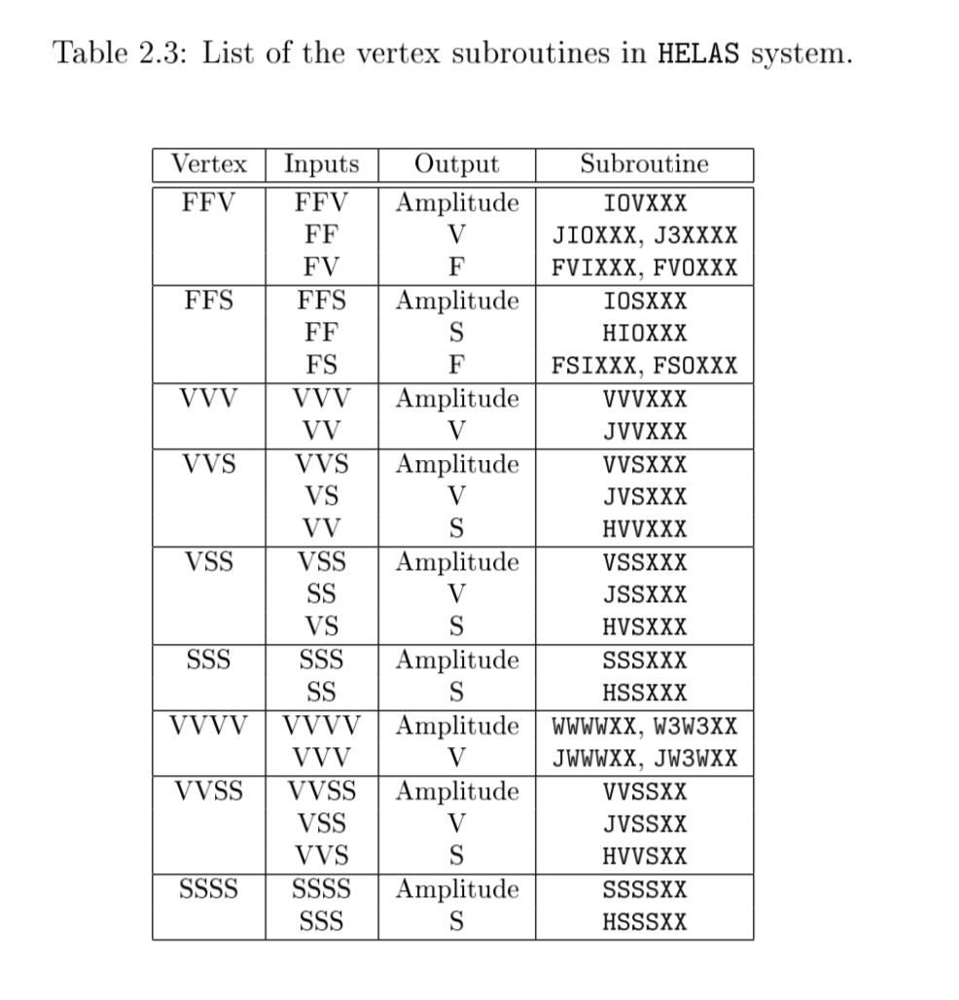 Table 2.3: List of the vertex subroutines in HELAS system.
Vertex Inputs Output Subroutine
FFV FFV Amplitude IOVXXX
FF V JIOXXX, J3XXXX
FV F FVIXXX, FVOXXX
FFS FFS Amplitude IOSXXX
FF S HIOXXX
FS F FSIXXX, FSOXXX
VVV VVV Amplitude VVVXXX
VV V JVVXXX
VVS VVS Amplitude VVSXXX
VS V JVSXXX
VV S HVVXXX
VSS VSS Amplitude VSSXXX
SS V JSSXXX
VS S HVSXXX
SSS SSS Amplitude SSSXXX
SS S HSSXXX
VVVV VVVV Amplitude WWWWXX, W3W3XX
VVV V JWWWXX, JW3WXX
VVSS VVSS Amplitude VVSSXX
VSS V JVSSXX
VVS S HVVSXX
SSSS SSSS Amplitude SSSSXX
SSS S HSSSXX